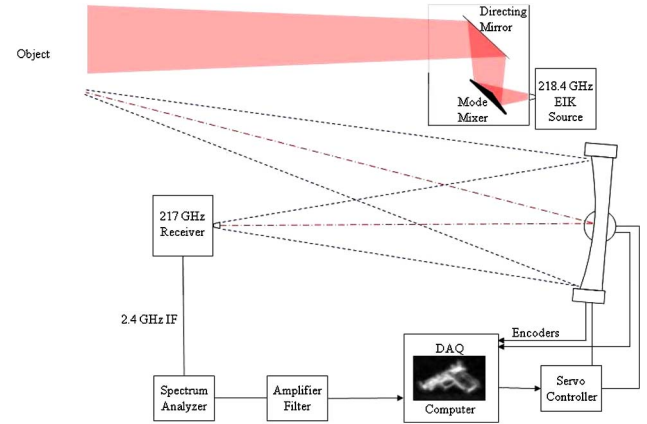 Directing
Mirror
Object
218.4 GHz
EIK
Source
Mode
Mixer
217 GHz
Receiver
2.4 GHz IF
Encoders
DAQ
Computer
Spectrum
Analyzer
Amplifier
Filter
Servo
Controller